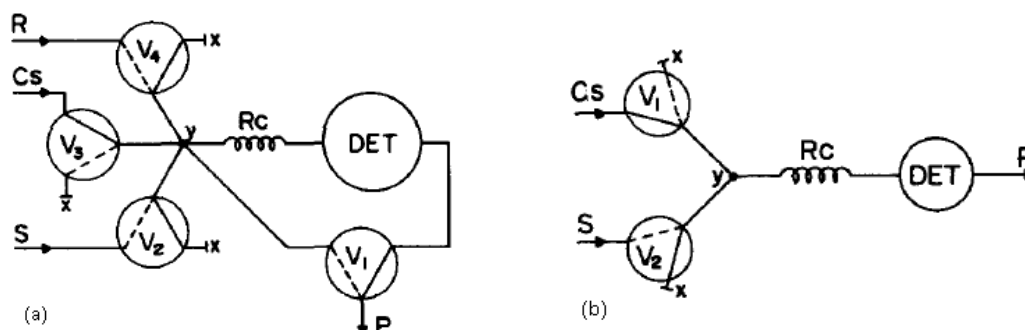 R
V4
x
Cs
V3
x
y
Rc
DET
S
V2
x
V1
P
(a)
x
V1
Cs
y
Rc
DET
P
S
V2
x
(b)